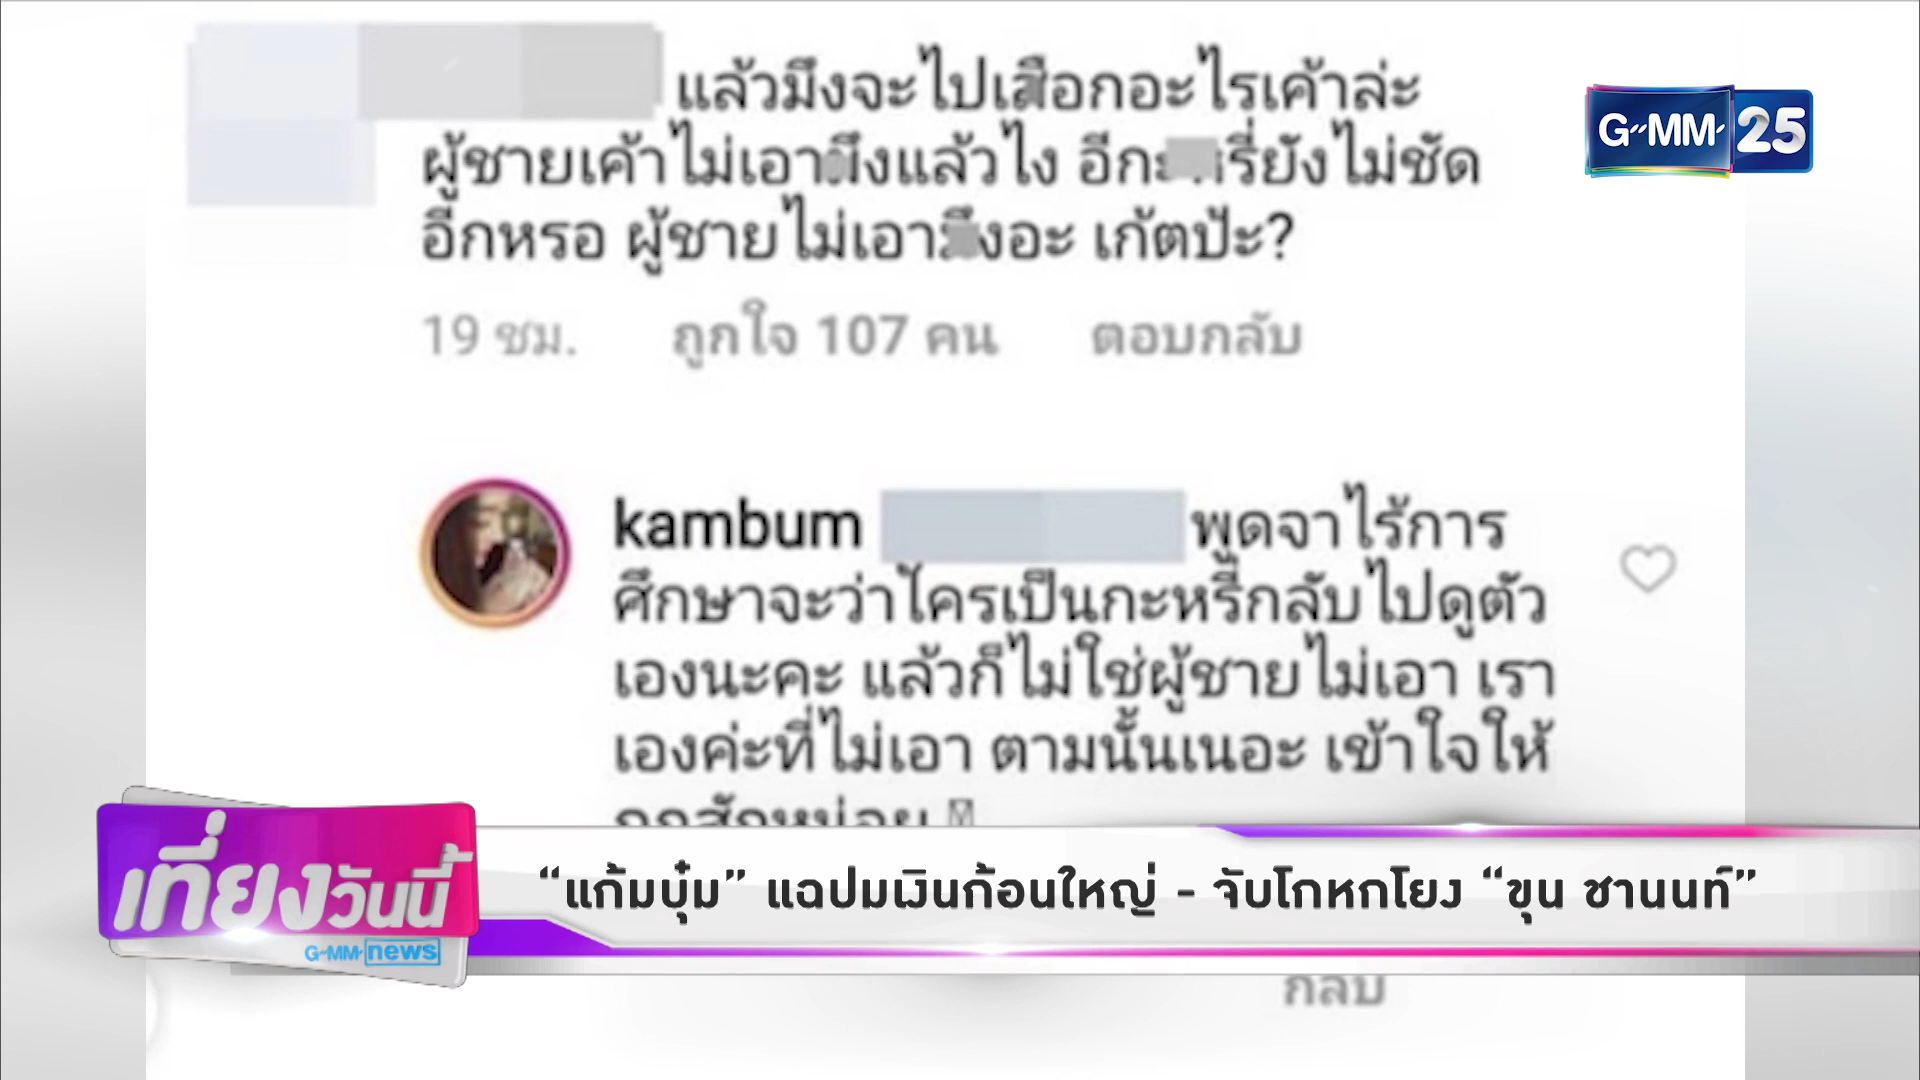 แล้วมึงจะไปเสือกอะไรเค้าล่ะ
ผู้ชายเค้าไม่เอามึงแล้วไง อีกะ รี่ยังไม่ชัด
อีกหรอ ผู้ชายไม่เอามึงอะ เก้ตป้ะ?
19 ชม. ถูกใจ 107 คน ตอบกลับ
kambum พูดจาไร้การ
ศึกษาจะว่าใครเป็นกะหรี่กลับไปดูตัว
เองนะคะ แล้วก็ไม่ใช่ผู้ชายไม่เอา เรา
เองค่ะที่ไม่เอา ตามนั้นเนอะ เข้าใจให้
ถูกสักหน่อย
G-MM 25
เที่ยงวันนี้
G-MM news
“แก้มบุ๋ม” แฉปมเงินก้อนใหญ่ - จับโกหกโยง “ขุน ชานนท์”
กลับ